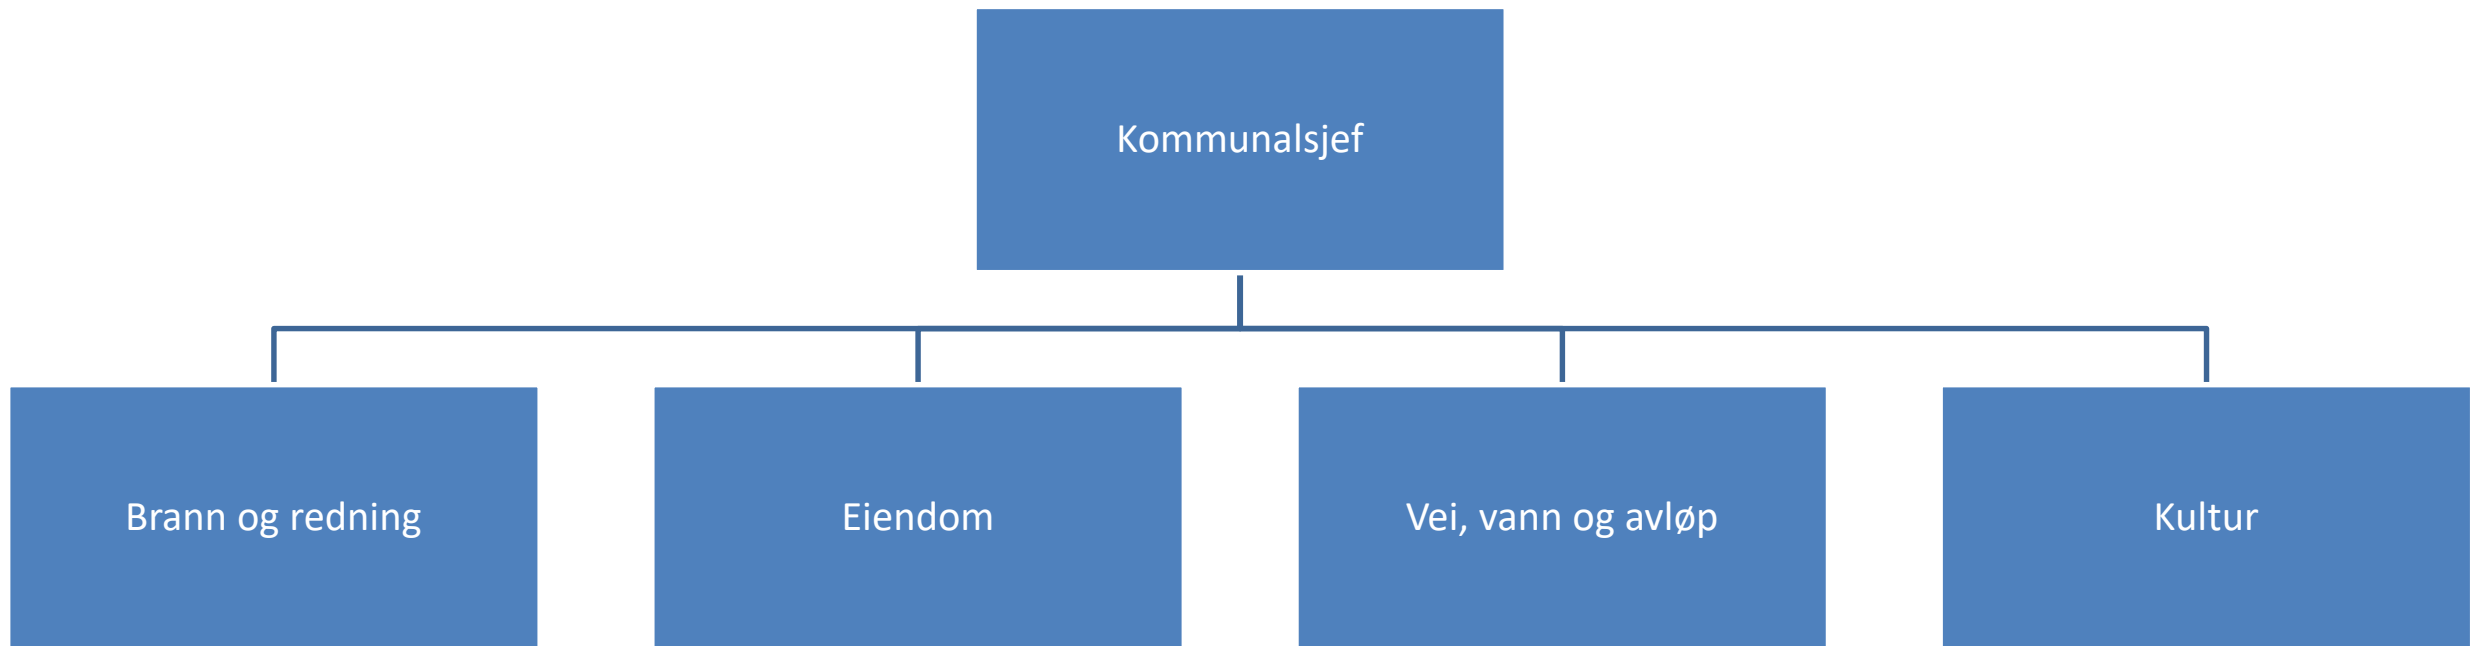 Kommunalsjef
Brann og redning
Eiendom
Vei, vann og avløp
Kultur